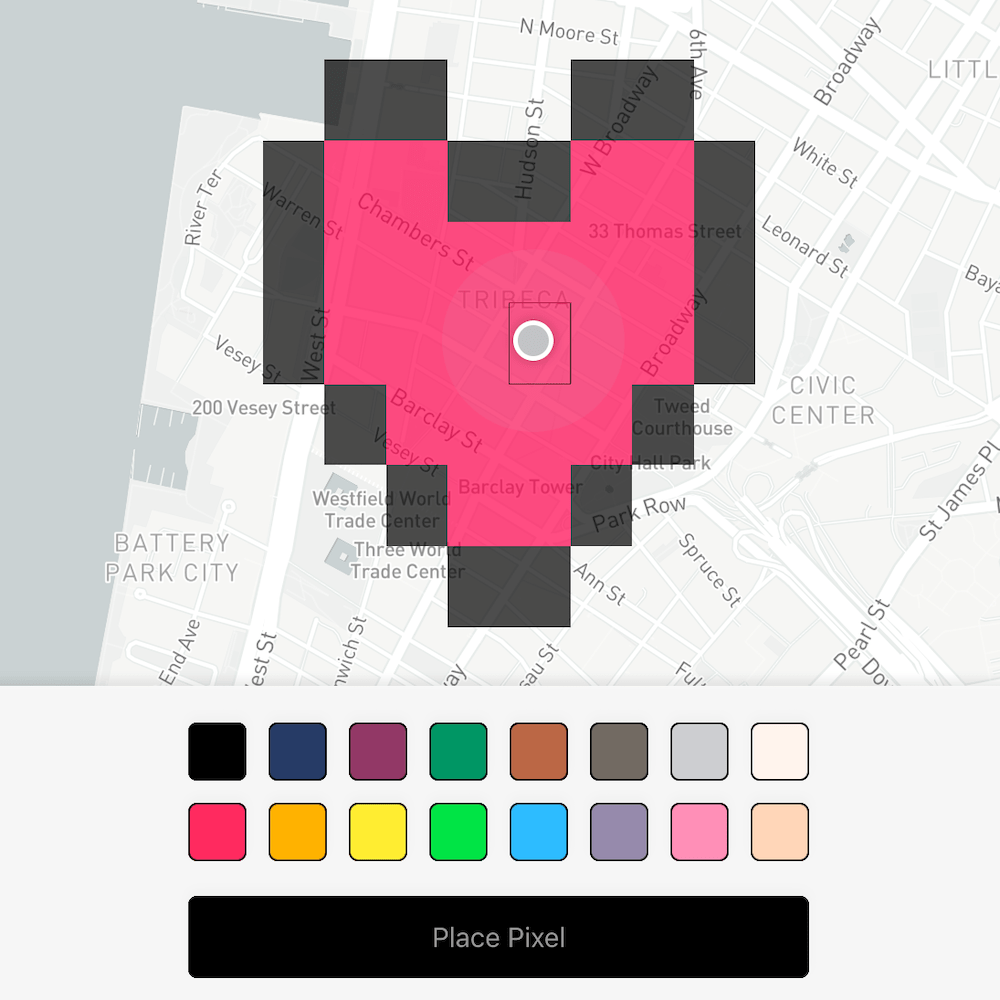 N Moore St
6th Ave
Broadway
LITTL
Hudson St
W Broadway
White St
River Ter
Warren St
Chambers St
33 Thomas Street
Leonard St
Baya
TRIBECA
West St
Broadway
Vesey St
CIVIC
CENTER
200 Vesey Street
Barclay St
Tweed
Courthouse
Vesey St
City Hall Park
Barclay Tower
Westfield World
Trade Center
Park Row
St James Pl
BATTERY
PARK CITY
Three World
Trade Center
Ann St
Spruce St
End Ave
est St
nwich St
way
sau St
Ful
Pearl St
Do
Place Pixel